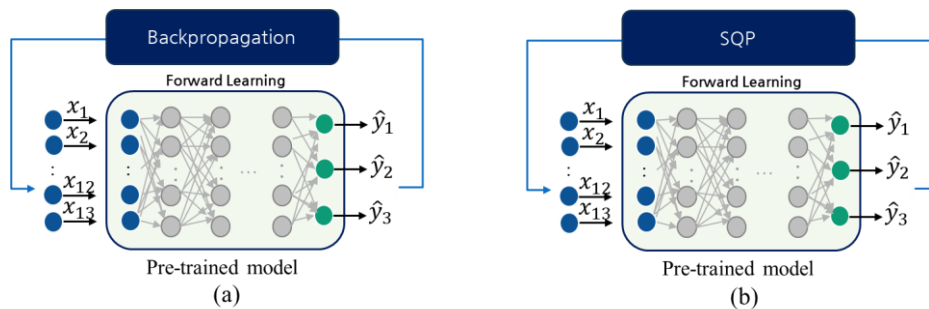 Backpropagation
Forward Learning
x₁
x₂
⋮
x₁₂
x₁₃
...
ŷ₁
ŷ₂
ŷ₃
Pre-trained model
(a)
SQP
Forward Learning
x₁
x₂
⋮
x₁₂
x₁₃
...
ŷ₁
ŷ₂
ŷ₃
Pre-trained model
(b)